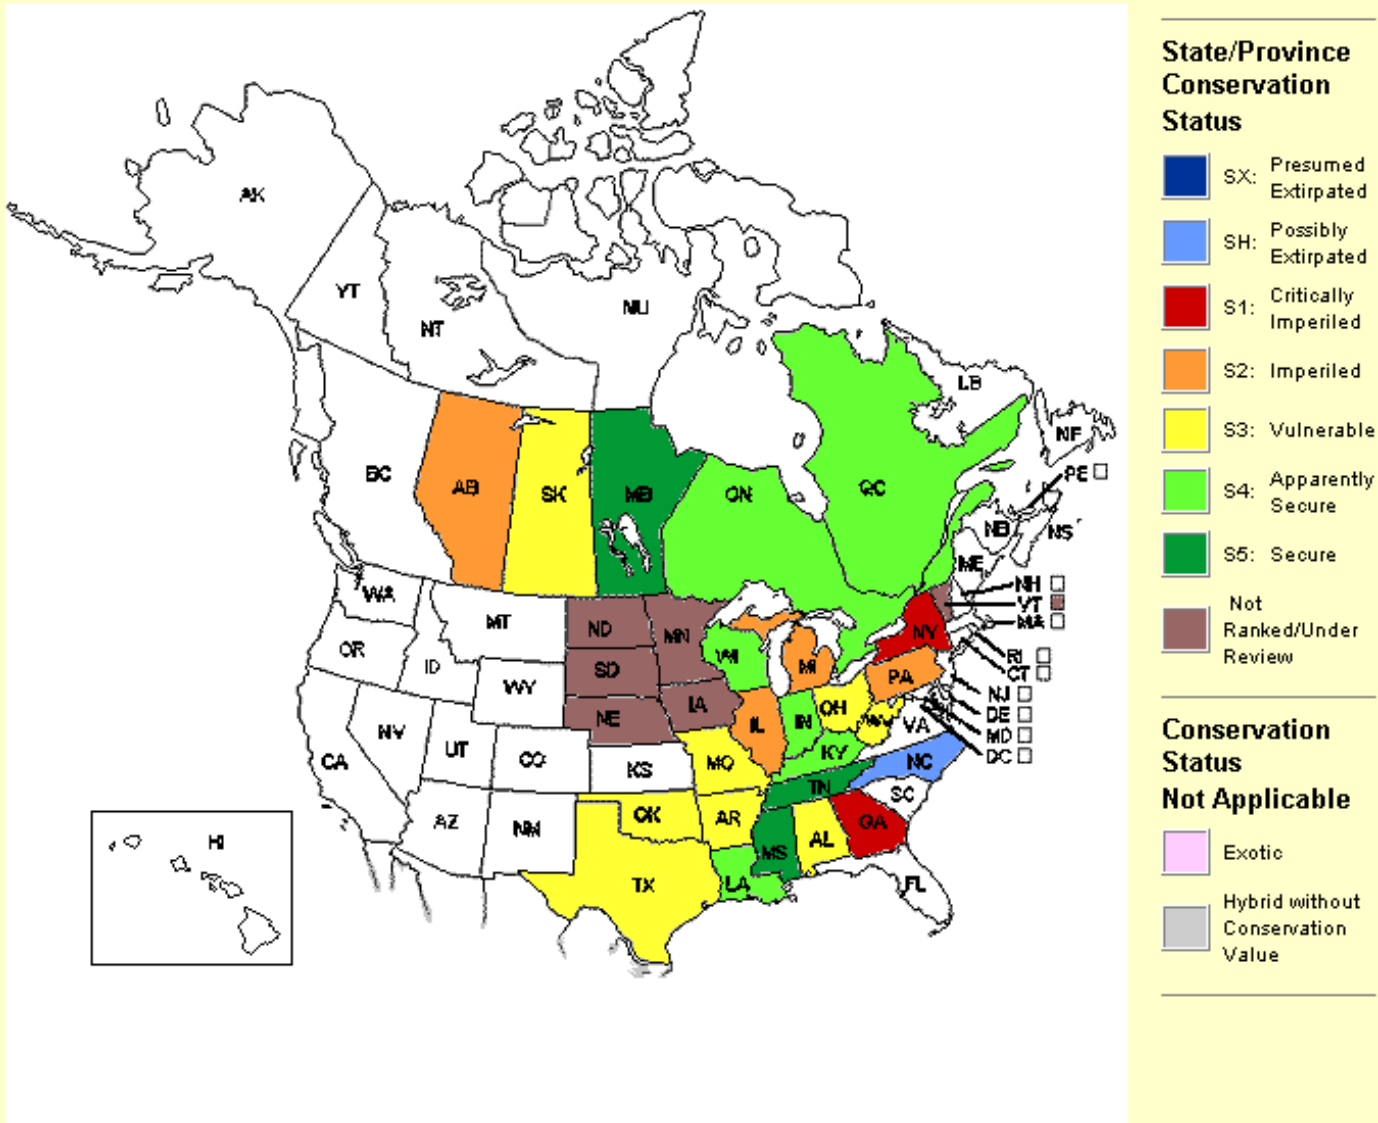 AK
YT
NT
NU
BC
AB
SK
MB
ON
QC
LB
NF
PE
NB
NS
ME
NH
VT
MA
RI
CT
NJ
DE
MD
DC
WA
MT
ND
MN
OR
ID
WY
SD
WI
MI
NY
PA
NE
IA
IL
IN
OH
WV
VA
NV
UT
CO
KS
MO
KY
CA
AZ
NM
OK
AR
TN
NC
SC
MS
AL
GA
TX
LA
FL
HI
State/Province
Conservation
Status
SX: Presumed
Extirpated
SH: Possibly
Extirpated
S1: Critically
Imperiled
S2: Imperiled
S3: Vulnerable
S4: Apparently
Secure
S5: Secure
Not
Ranked/Under
Review
Conservation
Status
Not Applicable
Exotic
Hybrid without
Conservation
Value